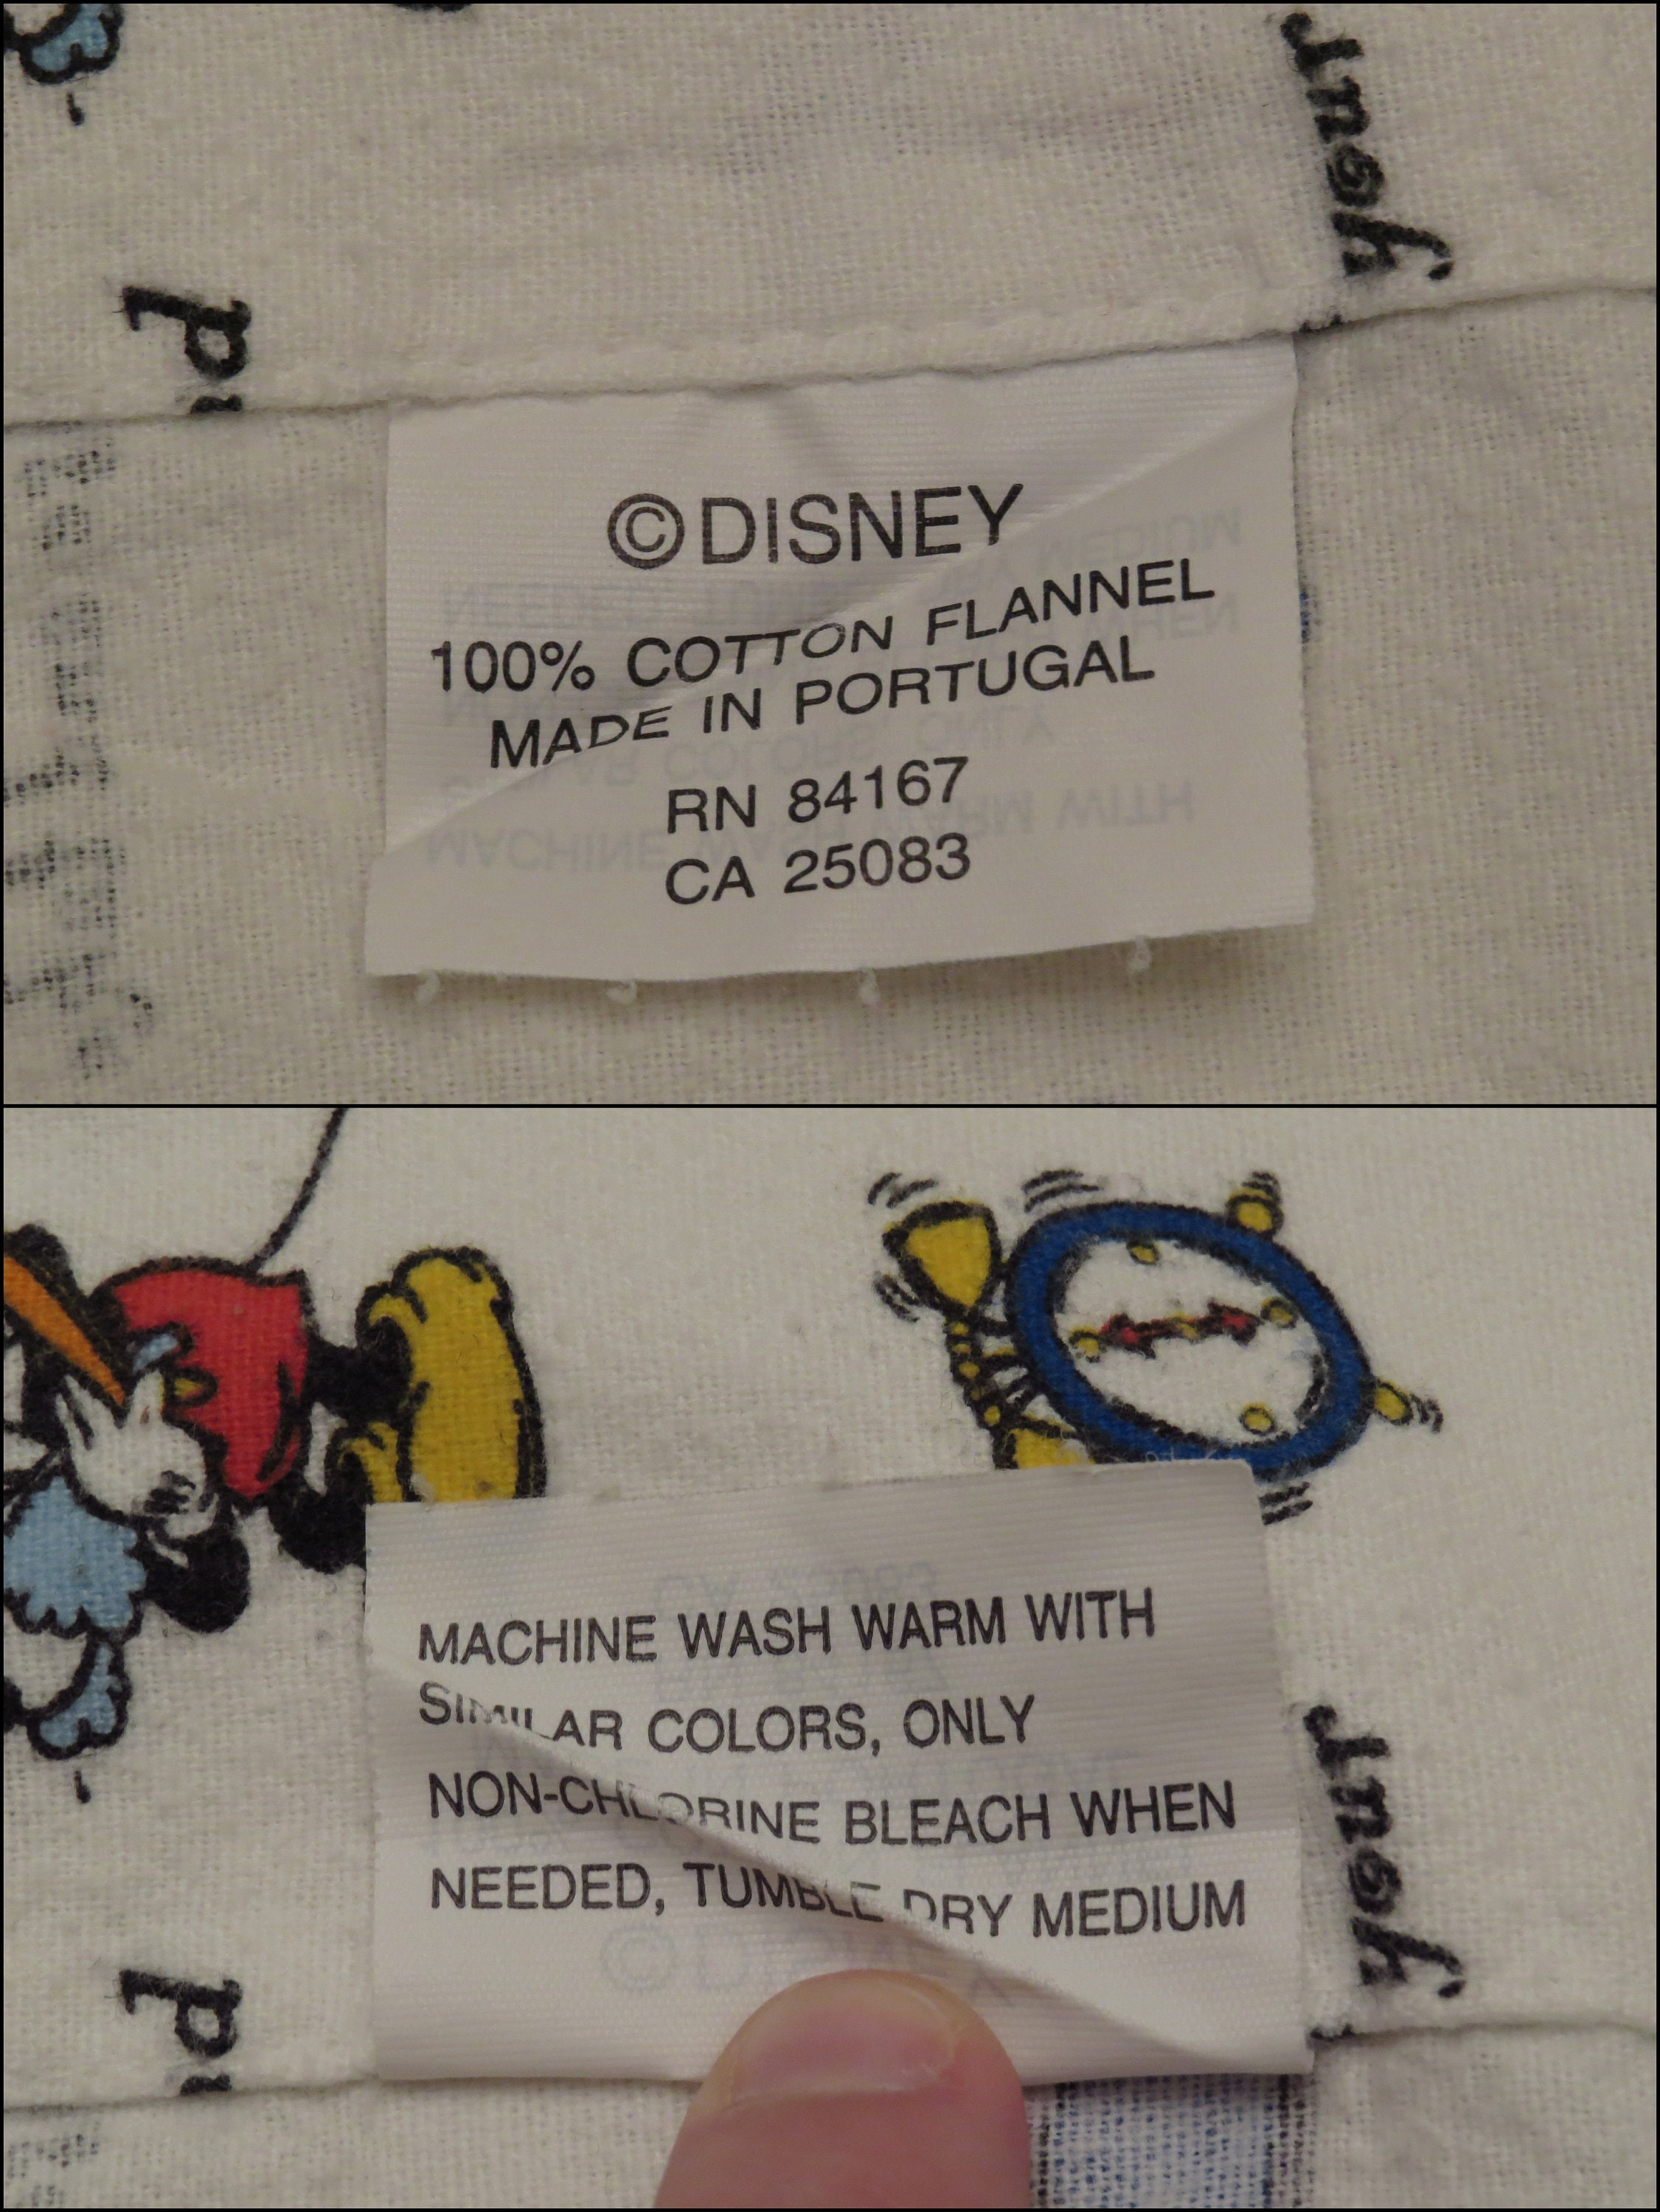 your
©DISNEY
100% COTTON FLANNEL
MADE IN PORTUGAL
RN 84167
CA 25083
MACHINE WASH WARM WITH
SIMILAR COLORS, ONLY
NON-CHLORINE BLEACH WHEN
NEEDED, TUMBLE DRY MEDIUM
your